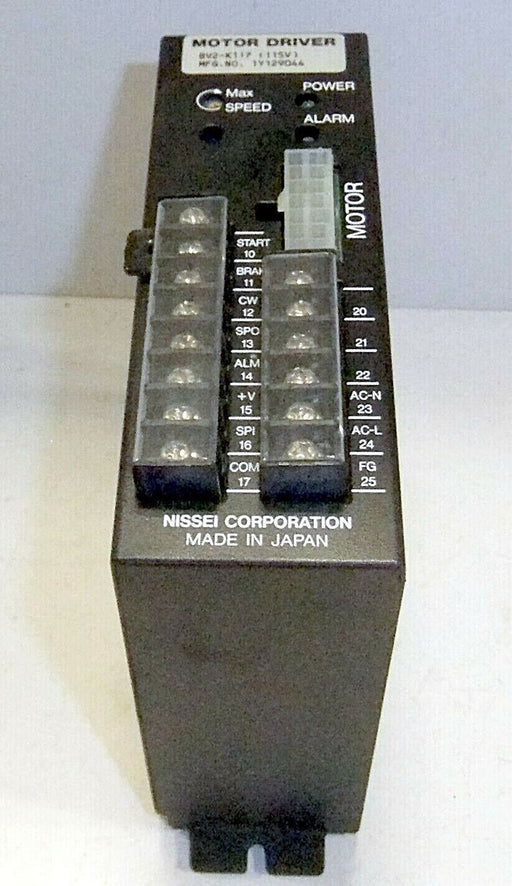 MOTOR DRIVER
BV2-K117 (115V)
MFG.NO. 1Y129044
Max
SPEED
POWER
ALARM
MOTOR
START
10
BRAK
11
CW
12
SPO
13
ALM
14
+V
15
SPI
16
COM
17
20
21
22
AC-N
23
AC-L
24
FG
25
NISSEI CORPORATION
MADE IN JAPAN